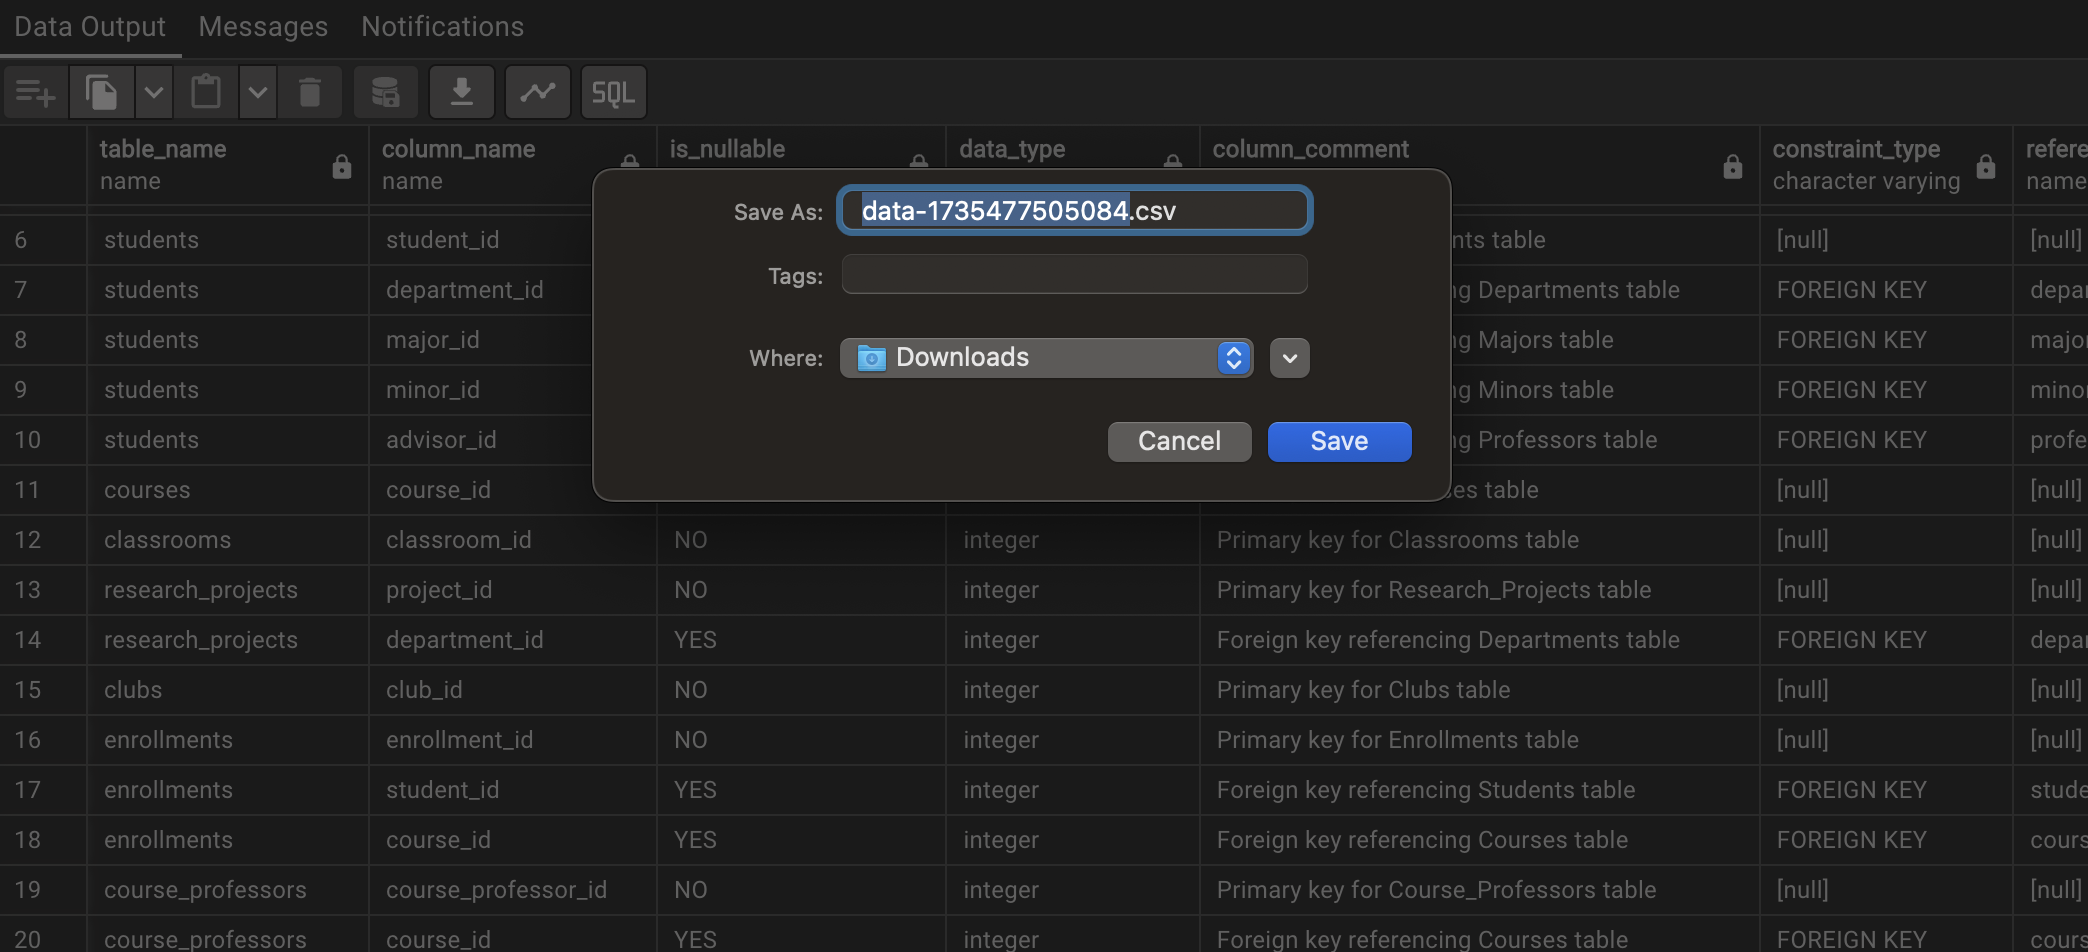 Data Output Messages Notifications
SQL
table_name column_name is_nullable data_type column_comment constraint_type refere
name name character varying name
Save As: data-1735477505084.csv
Tags:
Where: Downloads
Cancel Save
6 students student_id nts table [null] [null]
7 students department_id ng Departments table FOREIGN KEY depar
8 students major_id ng Majors table FOREIGN KEY major
9 students minor_id ng Minors table FOREIGN KEY minor
10 students advisor_id ng Professors table FOREIGN KEY profe
11 courses course_id es table [null] [null]
12 classrooms classroom_id NO integer Primary key for Classrooms table [null] [null]
13 research_projects project_id NO integer Primary key for Research_Projects table [null] [null]
14 research_projects department_id YES integer Foreign key referencing Departments table FOREIGN KEY depar
15 clubs club_id NO integer Primary key for Clubs table [null] [null]
16 enrollments enrollment_id NO integer Primary key for Enrollments table [null] [null]
17 enrollments student_id YES integer Foreign key referencing Students table FOREIGN KEY stude
18 enrollments course_id YES integer Foreign key referencing Courses table FOREIGN KEY cours
19 course_professors course_professor_id NO integer Primary key for Course_Professors table [null] [null]
20 course_professors course_id YES integer Foreign key referencing Courses table FOREIGN KEY cours